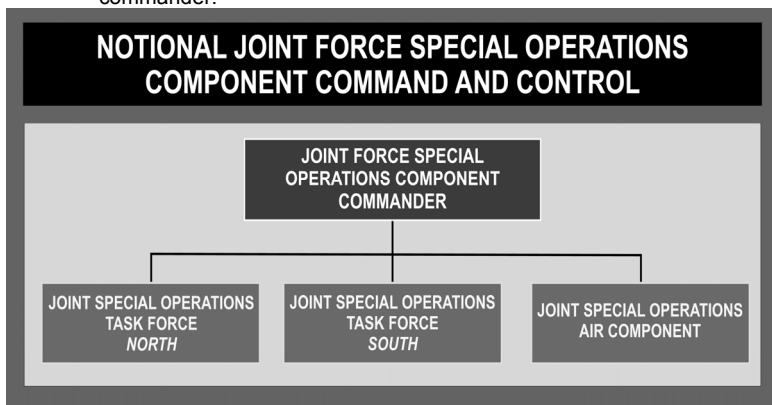 commander.
NOTIONAL JOINT FORCE SPECIAL OPERATIONS
COMPONENT COMMAND AND CONTROL
JOINT FORCE SPECIAL
OPERATIONS COMPONENT
COMMANDER
JOINT SPECIAL OPERATIONS
TASK FORCE
NORTH
JOINT SPECIAL OPERATIONS
TASK FORCE
SOUTH
JOINT SPECIAL OPERATIONS
AIR COMPONENT